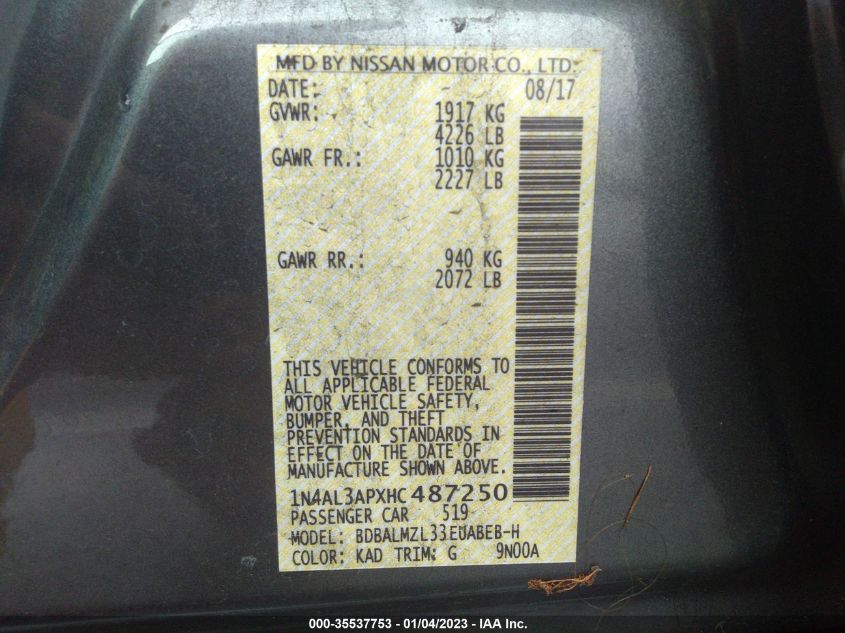 MFD BY NISSAN MOTOR CO., LTD.
DATE: 08/17
GVWR: 1917 KG
4226 LB
GAWR FR.: 1010 KG
2227 LB
GAWR RR.: 940 KG
2072 LB
THIS VEHICLE CONFORMS TO
ALL APPLICABLE FEDERAL
MOTOR VEHICLE SAFETY,
BUMPER, AND THEFT
PREVENTION STANDARDS IN
EFFECT ON THE DATE OF
MANUFACTURE SHOWN ABOVE.
1N4AL3APXHC487250
PASSENGER CAR 519
MODEL: BDBALMZL33EUABEB-H
COLOR: KAD TRIM: G 9N00A
000-35537753 - 01/04/2023 - IAA Inc.